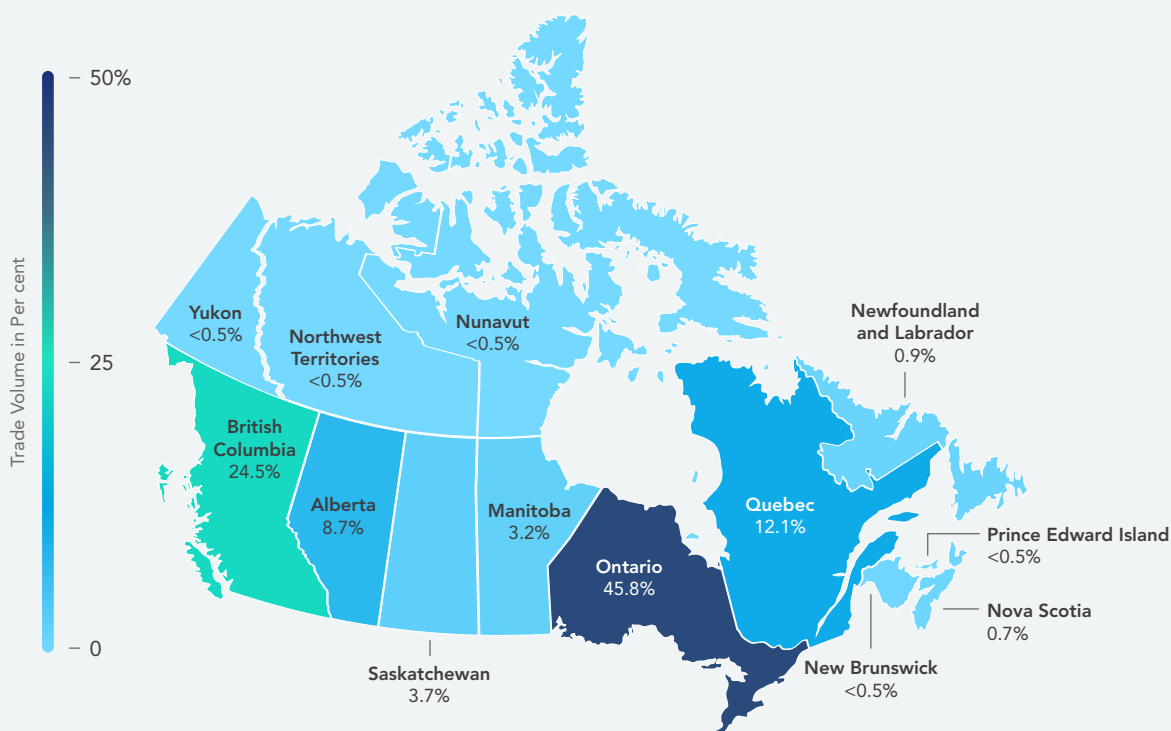 Trade Volume in Per cent
50%
25
0
Yukon
<0.5%
Northwest
Territories
<0.5%
Nunavut
<0.5%
British
Columbia
24.5%
Alberta
8.7%
Saskatchewan
3.7%
Manitoba
3.2%
Ontario
45.8%
Quebec
12.1%
Newfoundland
and Labrador
0.9%
Prince Edward Island
<0.5%
Nova Scotia
0.7%
New Brunswick
<0.5%